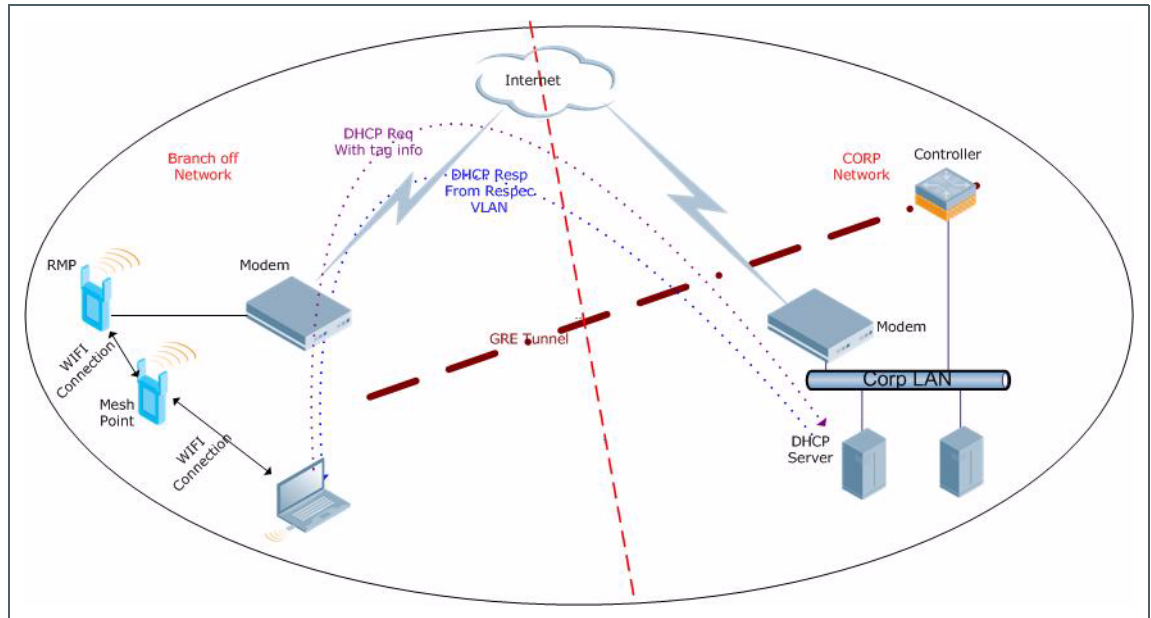 Internet
DHCP Req
With tag info
Branch off
Network
DHCP Resp
From Respec.
VLAN
CORP
Network
Controller
RMP
Modem
Modem
WIFI
Connection
GRE Tunnel
Mesh
Point
Corp LAN
WIFI
Connection
DHCP
Server